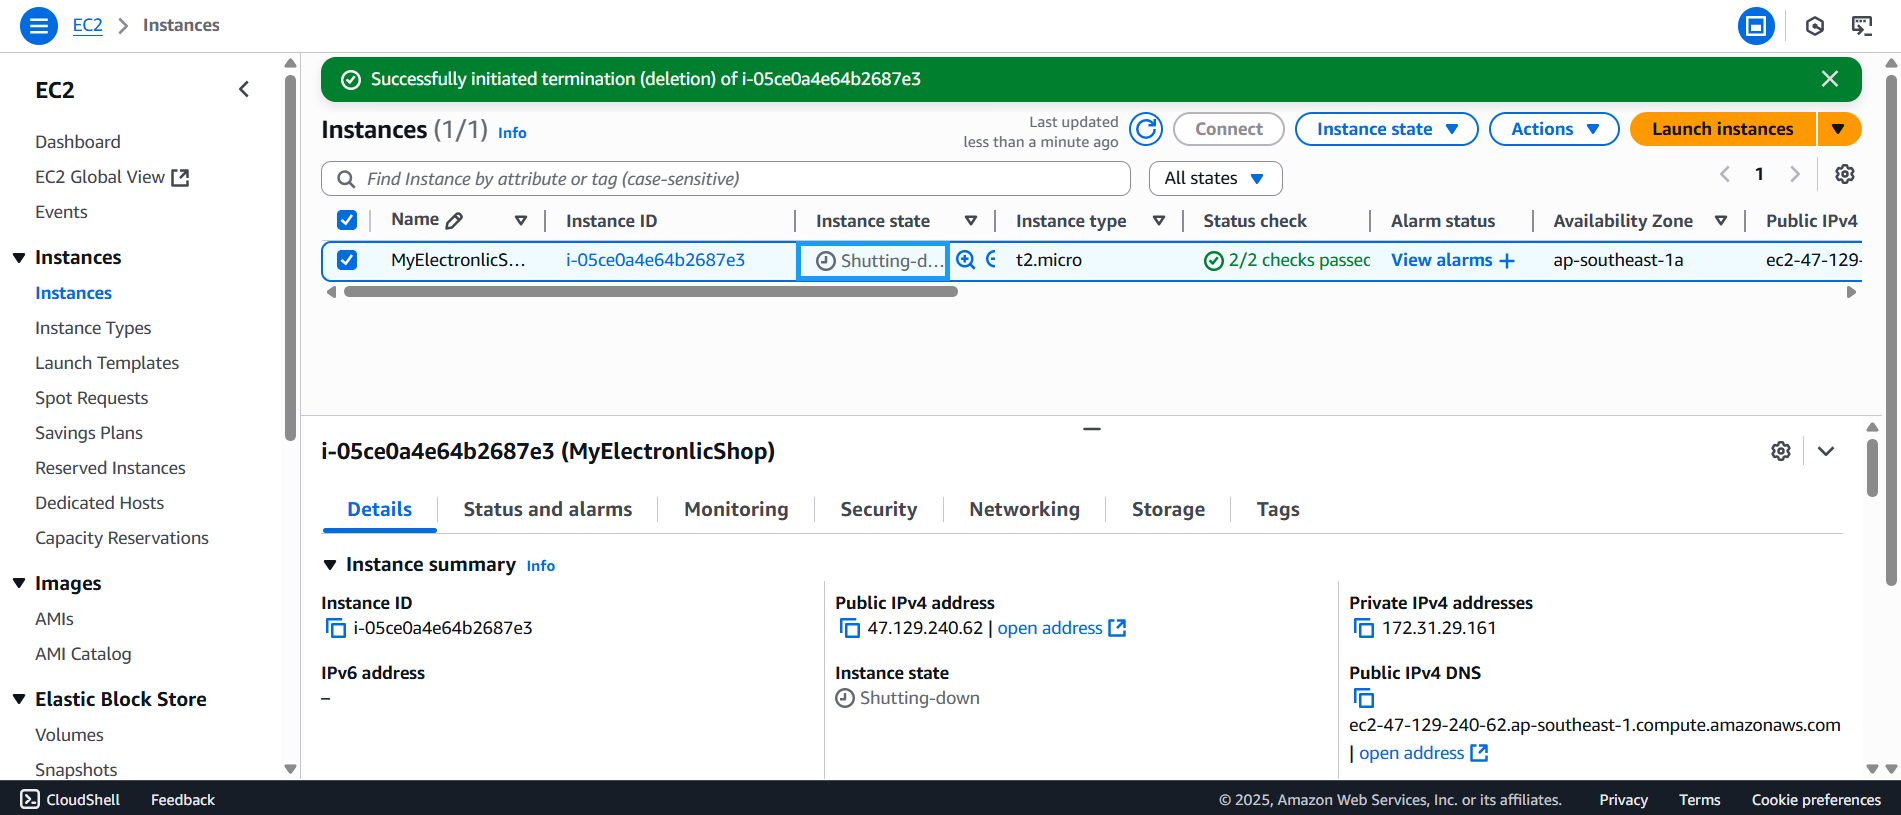 EC2 > Instances
EC2
Dashboard
EC2 Global View
Events
Instances
Instances
Instance Types
Launch Templates
Spot Requests
Savings Plans
Reserved Instances
Dedicated Hosts
Capacity Reservations
Images
AMIs
AMI Catalog
Elastic Block Store
Volumes
Snapshots
Successfully initiated termination (deletion) of i-05ce0a4e64b2687e3
Instances (1/1) Info
Last updated
less than a minute ago
Connect
Instance state
Actions
Launch instances
Find Instance by attribute or tag (case-sensitive)
All states
1
Name Instance ID Instance state Instance type Status check Alarm status Availability Zone Public IPv4
MyElectronlicS... i-05ce0a4e64b2687e3 Shutting-d... t2.micro 2/2 checks passed View alarms + ap-southeast-1a ec2-47-129-
i-05ce0a4e64b2687e3 (MyElectronlicShop)
Details Status and alarms Monitoring Security Networking Storage Tags
Instance summary Info
Instance ID
i-05ce0a4e64b2687e3
Public IPv4 address
47.129.240.62 | open address
Private IPv4 addresses
172.31.29.161
IPv6 address
–
Instance state
Shutting-down
Public IPv4 DNS
ec2-47-129-240-62.ap-southeast-1.compute.amazonaws.com
| open address
CloudShell Feedback © 2025, Amazon Web Services, Inc. or its affiliates. Privacy Terms Cookie preferences